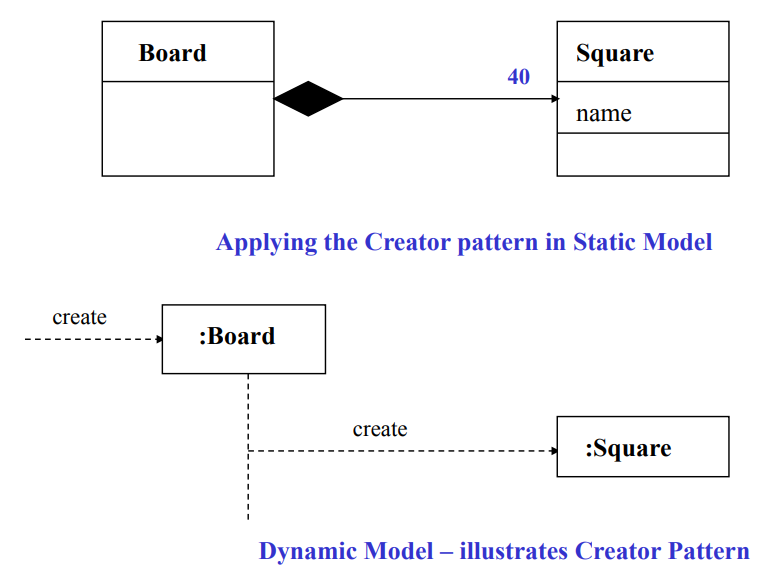 Board
Square
40
name
Applying the Creator pattern in Static Model
create
:Board
create
:Square
Dynamic Model – illustrates Creator Pattern